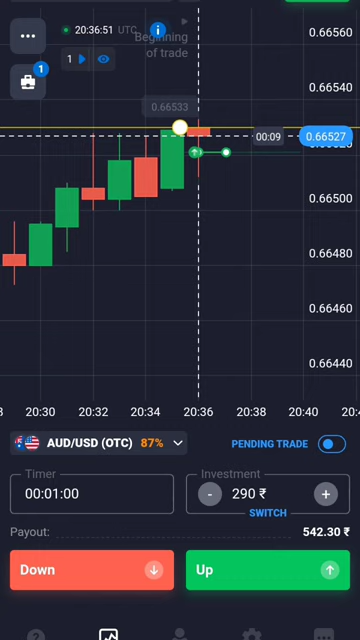 0.66560
20:36:51 UTC
Beginning
of trade
1
1
0.66540
0.66533
00:09
0.66527
0.66500
0.66480
0.66460
0.66440
20:30
20:32
20:34
20:36
20:38
20:40
AUD/USD (OTC) 87%
PENDING TRADE
Timer
00:01:00
Investment
-
290 ₹
+
SWITCH
Payout:
542.30 ₹
Down
Up